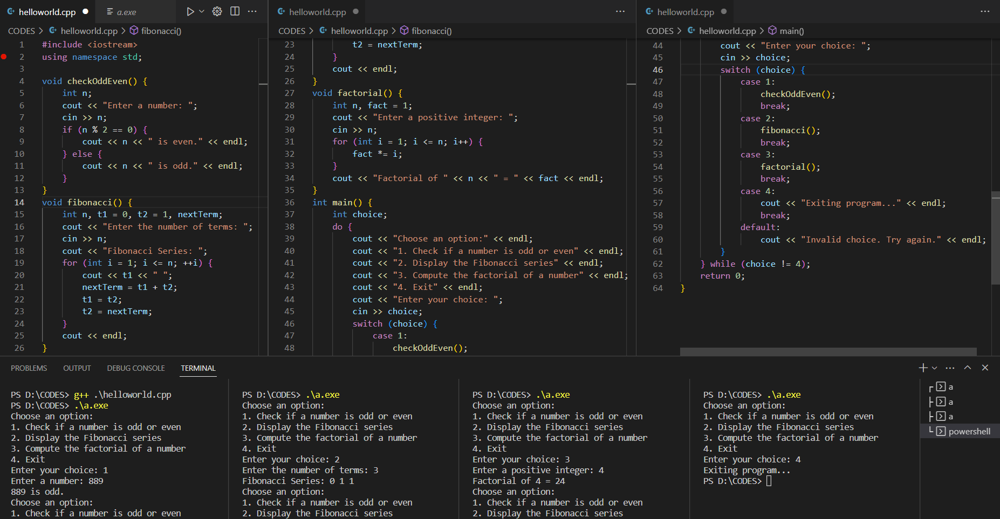 helloworld.cpp
a.exe
CODES > helloworld.cpp > fibonacci()
1 #include <iostream>
2 using namespace std;
3
4 void checkOddEven() {
5 int n;
6 cout << "Enter a number: ";
7 cin >> n;
8 if (n % 2 == 0) {
9 cout << n << " is even." << endl;
10 } else {
11 cout << n << " is odd." << endl;
12 }
13 }
14 void fibonacci() {
15 int n, t1 = 0, t2 = 1, nextTerm;
16 cout << "Enter the number of terms: ";
17 cin >> n;
18 cout << "Fibonacci Series: ";
19 for (int i = 1; i <= n; ++i) {
20 cout << t1 << " ";
21 nextTerm = t1 + t2;
22 t1 = t2;
23 t2 = nextTerm;
24 }
25 cout << endl;
26 }
helloworld.cpp
CODES > helloworld.cpp > fibonacci()
23 t2 = nextTerm;
24 }
25 cout << endl;
26 }
27 void factorial() {
28 int n, fact = 1;
29 cout << "Enter a positive integer: ";
30 cin >> n;
31 for (int i = 1; i <= n; i++) {
32 fact *= i;
33 }
34 cout << "Factorial of " << n << " = " << fact << endl;
35 }
36 int main() {
37 int choice;
38 do {
39 cout << "Choose an option:" << endl;
40 cout << "1. Check if a number is odd or even" << endl;
41 cout << "2. Display the Fibonacci series" << endl;
42 cout << "3. Compute the factorial of a number" << endl;
43 cout << "4. Exit" << endl;
44 cout << "Enter your choice: ";
45 cin >> choice;
46 switch (choice) {
47 case 1:
48 checkOddEven();
helloworld.cpp
CODES > helloworld.cpp > main()
44 cout << "Enter your choice: ";
45 cin >> choice;
46 switch (choice) {
47 case 1:
48 checkOddEven();
49 break;
50 case 2:
51 fibonacci();
52 break;
53 case 3:
54 factorial();
55 break;
56 case 4:
57 cout << "Exiting program..." << endl;
58 break;
59 default:
60 cout << "Invalid choice. Try again." << endl;
61 }
62 } while (choice != 4);
63 return 0;
64 }
PROBLEMS OUTPUT DEBUG CONSOLE TERMINAL
PS D:\CODES> g++ .\helloworld.cpp
PS D:\CODES> .\a.exe
Choose an option:
1. Check if a number is odd or even
2. Display the Fibonacci series
3. Compute the factorial of a number
4. Exit
Enter your choice: 1
Enter a number: 889
889 is odd.
Choose an option:
1. Check if a number is odd or even
PS D:\CODES> .\a.exe
Choose an option:
1. Check if a number is odd or even
2. Display the Fibonacci series
3. Compute the factorial of a number
4. Exit
Enter your choice: 2
Enter the number of terms: 3
Fibonacci Series: 0 1 1
Choose an option:
1. Check if a number is odd or even
2. Display the Fibonacci series
PS D:\CODES> .\a.exe
Choose an option:
1. Check if a number is odd or even
2. Display the Fibonacci series
3. Compute the factorial of a number
4. Exit
Enter your choice: 3
Enter a positive integer: 4
Factorial of 4 = 24
Choose an option:
1. Check if a number is odd or even
2. Display the Fibonacci series
PS D:\CODES> .\a.exe
Choose an option:
1. Check if a number is odd or even
2. Display the Fibonacci series
3. Compute the factorial of a number
4. Exit
Enter your choice: 4
Exiting program...
PS D:\CODES>
a
a
a
powershell